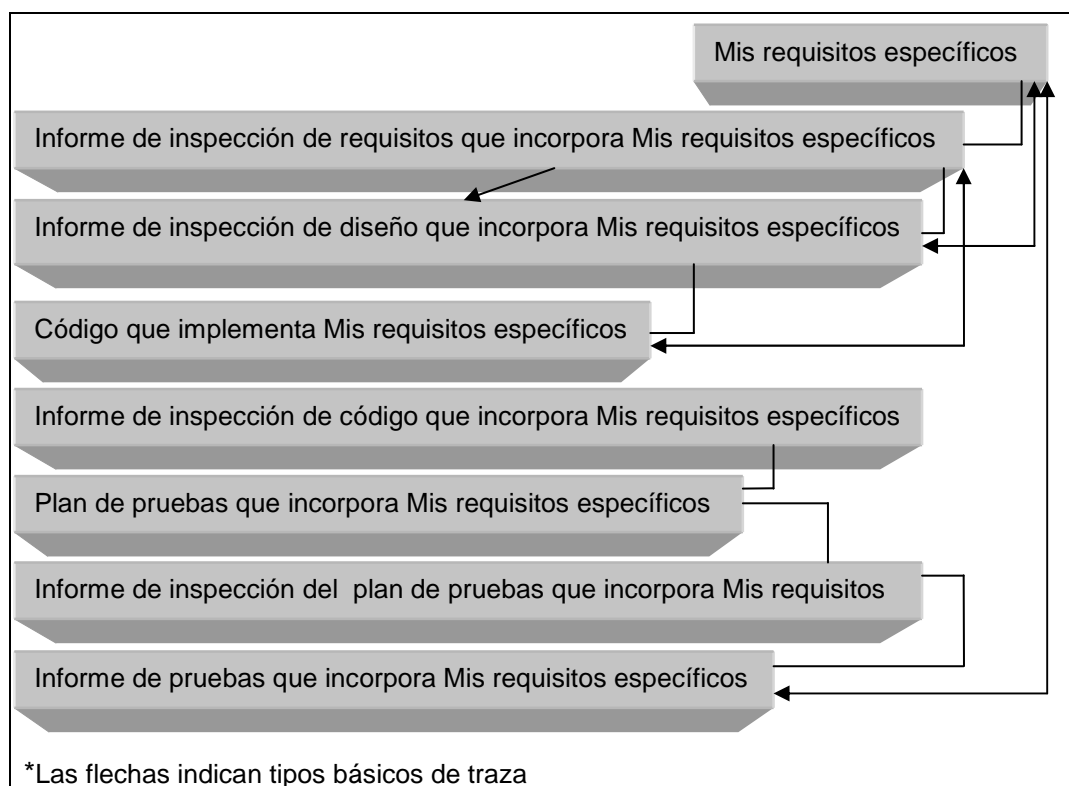 Mis requisitos específicos
Informe de inspección de requisitos que incorpora Mis requisitos específicos
Informe de inspección de diseño que incorpora Mis requisitos específicos
Código que implementa Mis requisitos específicos
Informe de inspección de código que incorpora Mis requisitos específicos
Plan de pruebas que incorpora Mis requisitos específicos
Informe de inspección del  plan de pruebas que incorpora Mis requisitos
Informe de pruebas que incorpora Mis requisitos específicos
*Las flechas indican tipos básicos de traza